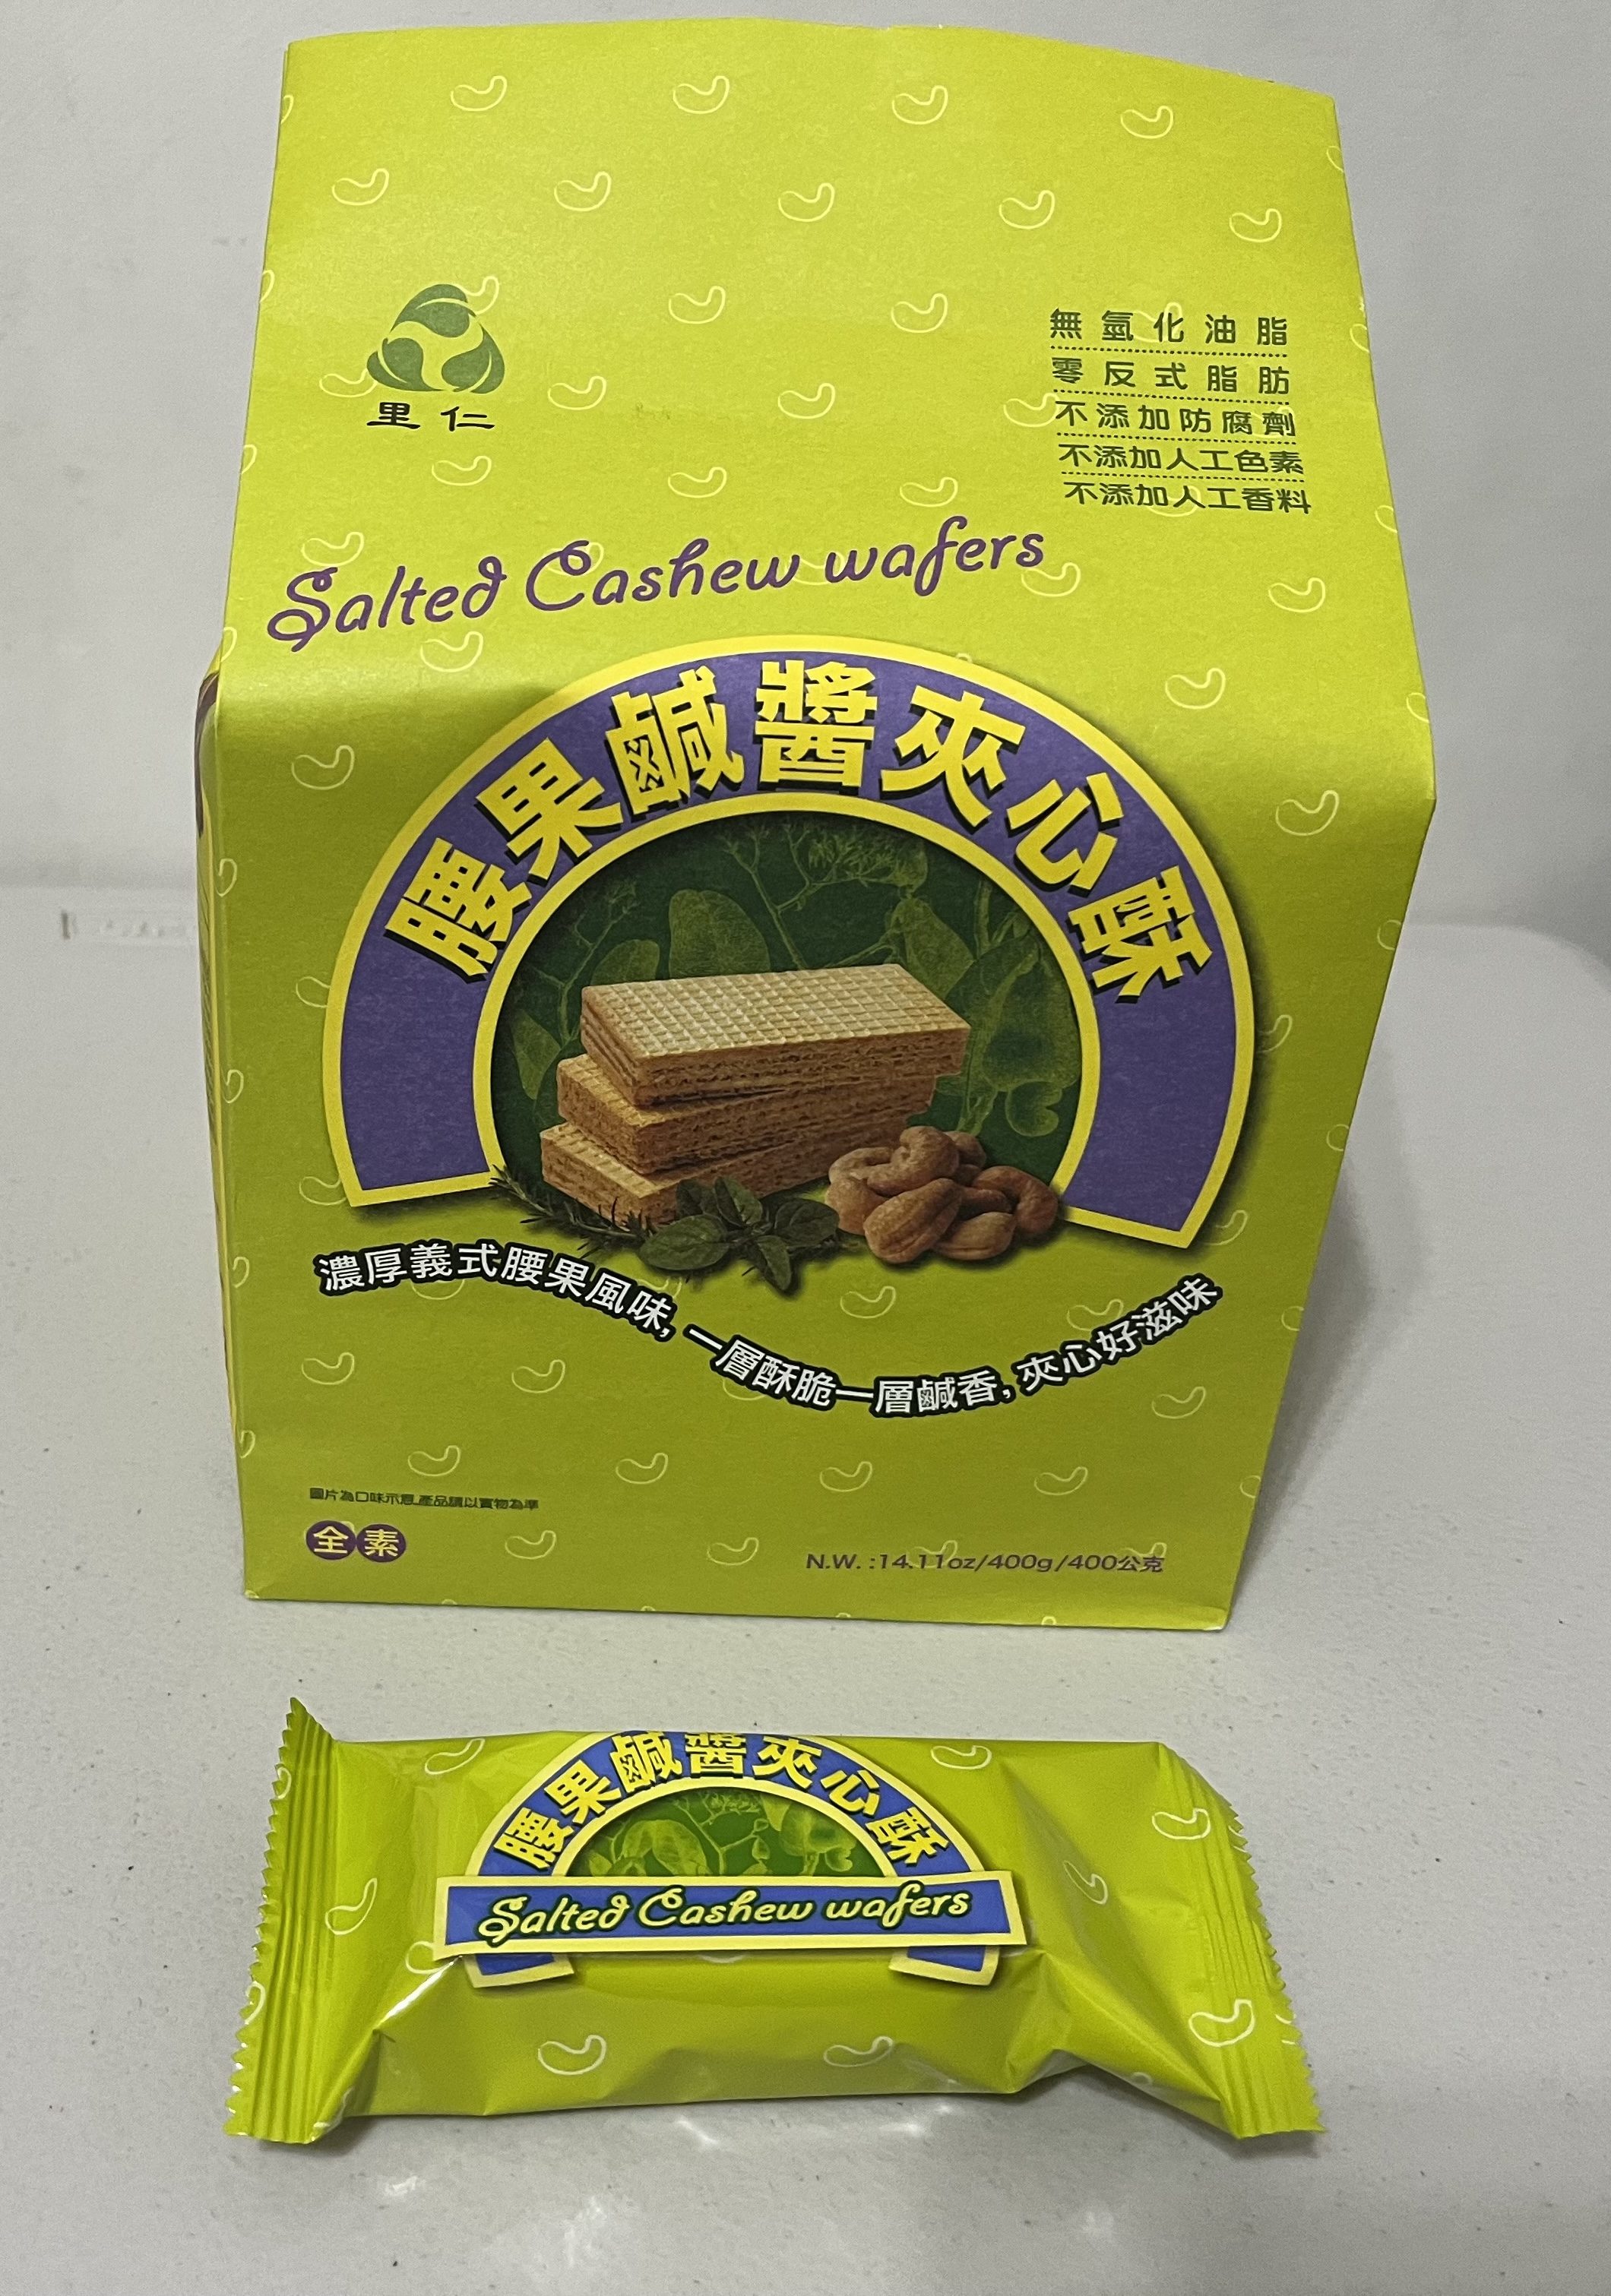 里仁
無氫化油脂
零反式脂肪
不添加防腐劑
不添加人工色素
不添加人工香料
Salted Cashew wafers
腰果鹹醬夾心酥
濃厚義式腰果風味, 一層酥脆一層鹹香, 夾心好滋味
圖片為口味示意,產品請以實物為準
全素
N.W. :14.11oz/400g/400公克
腰果鹹醬夾心酥
Salted Cashew wafers